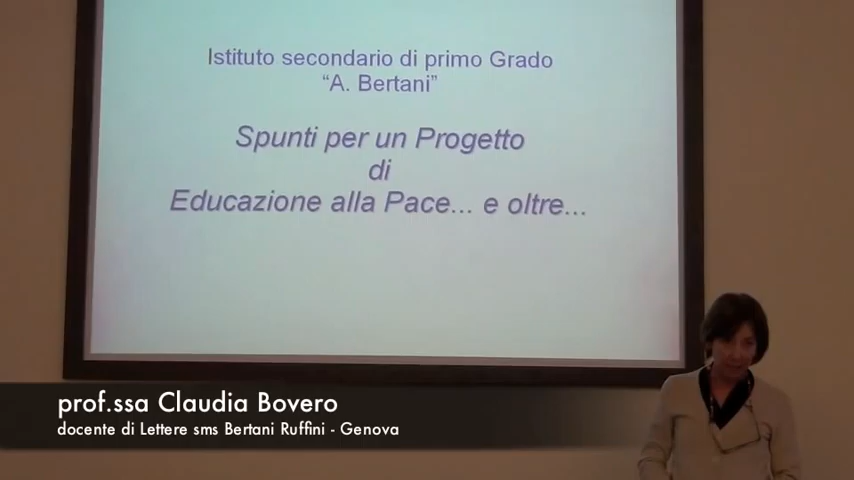 Istituto secondario di primo Grado
“A. Bertani”
Spunti per un Progetto
di
Educazione alla Pace... e oltre...
prof.ssa Claudia Bovero
docente di Lettere sms Bertani Ruffini - Genova